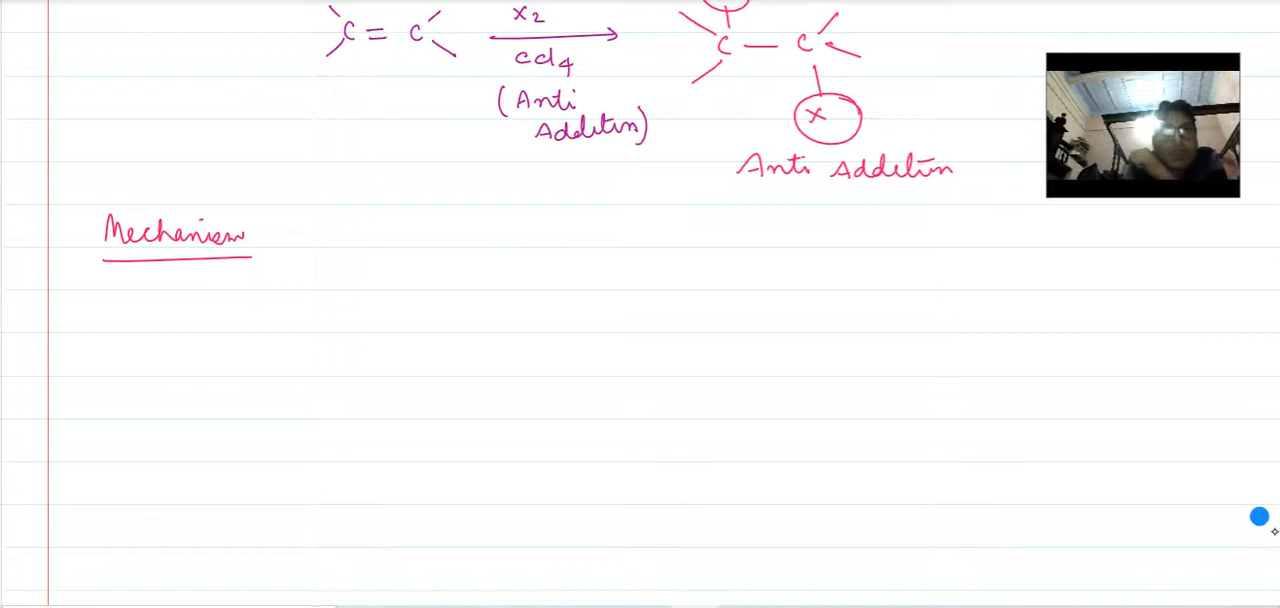 X2
C = C
C — C
CCl4
(Anti
Addition)
X
Anti Addition
Mechanism